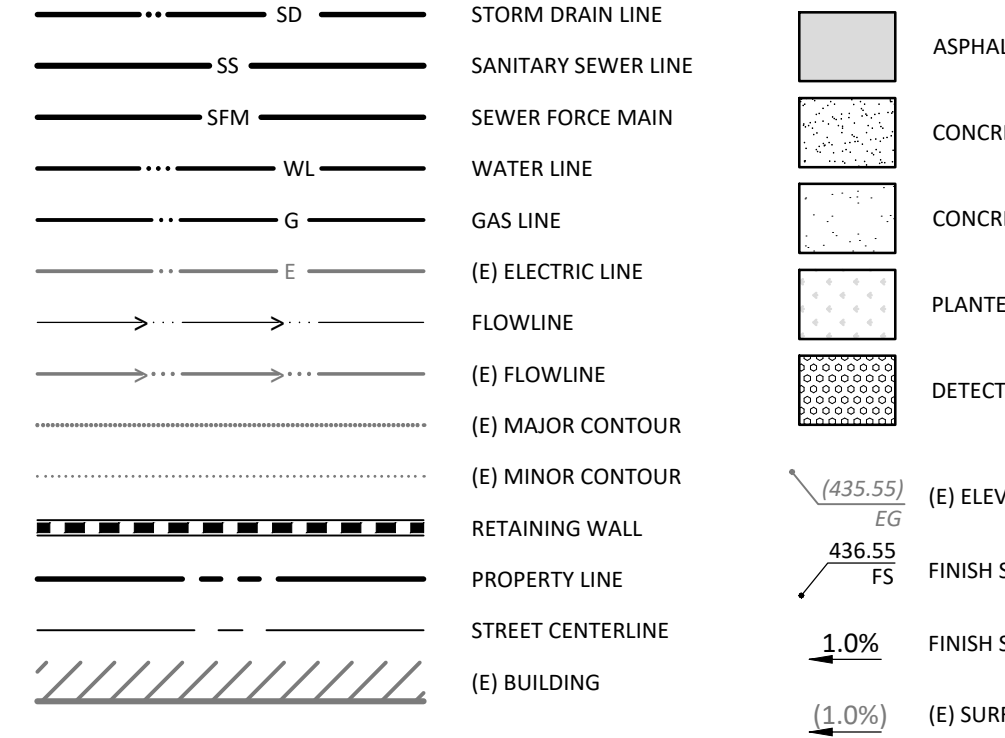 SD STORM DRAIN LINE
SS SANITARY SEWER LINE
SFM SEWER FORCE MAIN
WL WATER LINE
G GAS LINE
E (E) ELECTRIC LINE
FLOWLINE
(E) FLOWLINE
(E) MAJOR CONTOUR
(E) MINOR CONTOUR
RETAINING WALL
PROPERTY LINE
STREET CENTERLINE
(E) BUILDING
(435.55)
EG
(E)
436.55
FS
FINISH
1.0% FINISH
(1.0%) (E)